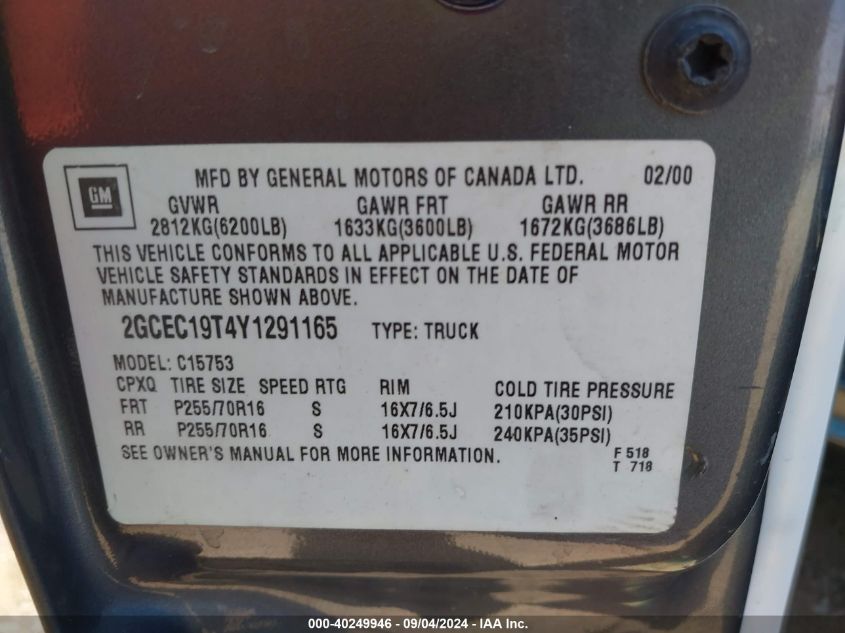 MFD BY GENERAL MOTORS OF CANADA LTD. 02/00
GM
GVWR GAWR FRT GAWR RR
2812KG(6200LB) 1633KG(3600LB) 1672KG(3686LB)
THIS VEHICLE CONFORMS TO ALL APPLICABLE U.S. FEDERAL MOTOR
VEHICLE SAFETY STANDARDS IN EFFECT ON THE DATE OF
MANUFACTURE SHOWN ABOVE.
2GCEC19T4Y1291165 TYPE: TRUCK
MODEL: C15753
CPXQ TIRE SIZE SPEED RTG RIM COLD TIRE PRESSURE
FRT P255/70R16 S 16X7/6.5J 210KPA(30PSI)
RR P255/70R16 S 16X7/6.5J 240KPA(35PSI)
SEE OWNER'S MANUAL FOR MORE INFORMATION. F 518
T 718
000-40249946 - 09/04/2024 - IAA Inc.